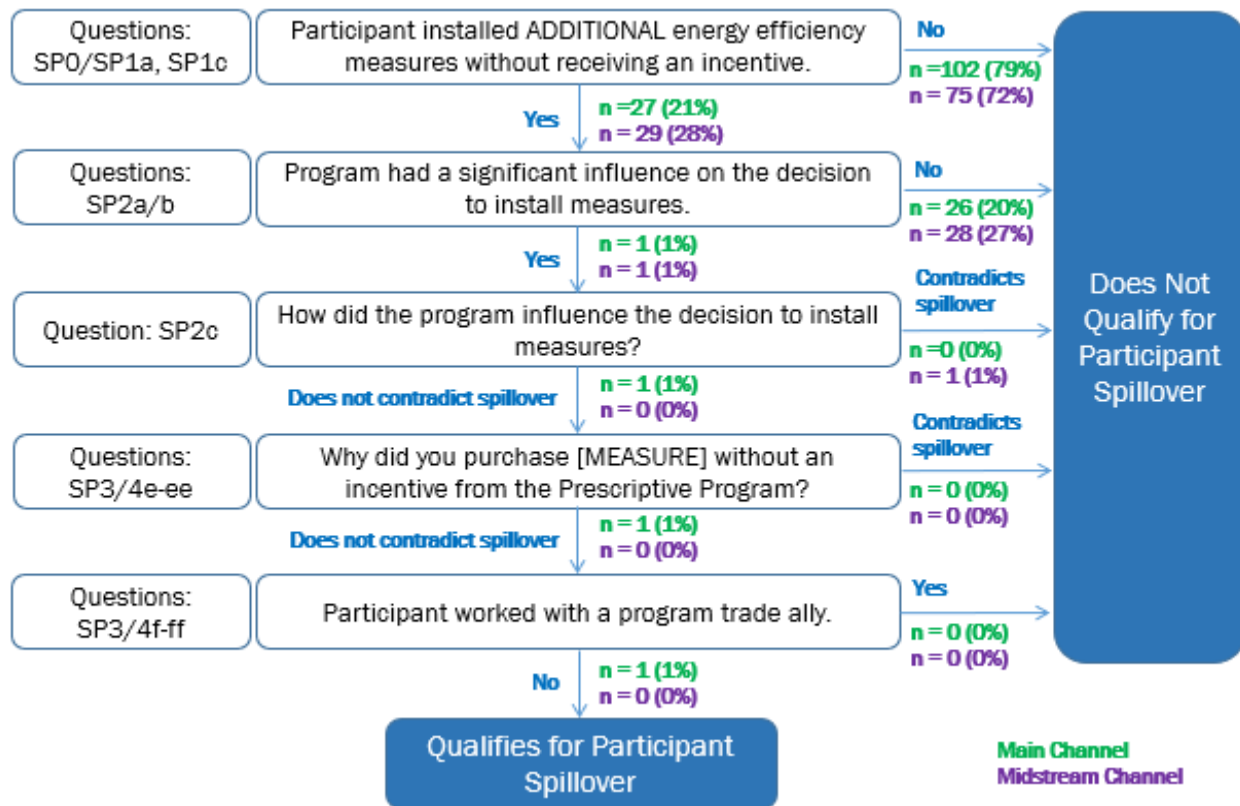 Questions:
SP0/SP1a, SP1c
Participant installed ADDITIONAL energy efficiency
measures without receiving an incentive.
No
n =102 (79%)
n = 75 (72%)
Yes
n =27 (21%)
n = 29 (28%)
Questions:
SP2a/b
Program had a significant influence on the decision
to install measures.
No
n = 26 (20%)
n = 28 (27%)
Yes
n = 1 (1%)
n = 1 (1%)
Question: SP2c
How did the program influence the decision to install
measures?
Contradicts
spillover
n =0 (0%)
n = 1 (1%)
Does not contradict spillover
n = 1 (1%)
n = 0 (0%)
Questions:
SP3/4e-ee
Why did you purchase [MEASURE] without an
incentive from the Prescriptive Program?
Contradicts
spillover
n = 0 (0%)
n = 0 (0%)
Does not contradict spillover
n = 1 (1%)
n = 0 (0%)
Questions:
SP3/4f-ff
Participant worked with a program trade ally.
Yes
n = 0 (0%)
n = 0 (0%)
No
n = 1 (1%)
n = 0 (0%)
Does Not
Qualify for
Participant
Spillover
Qualifies for Participant
Spillover
Main Channel
Midstream Channel